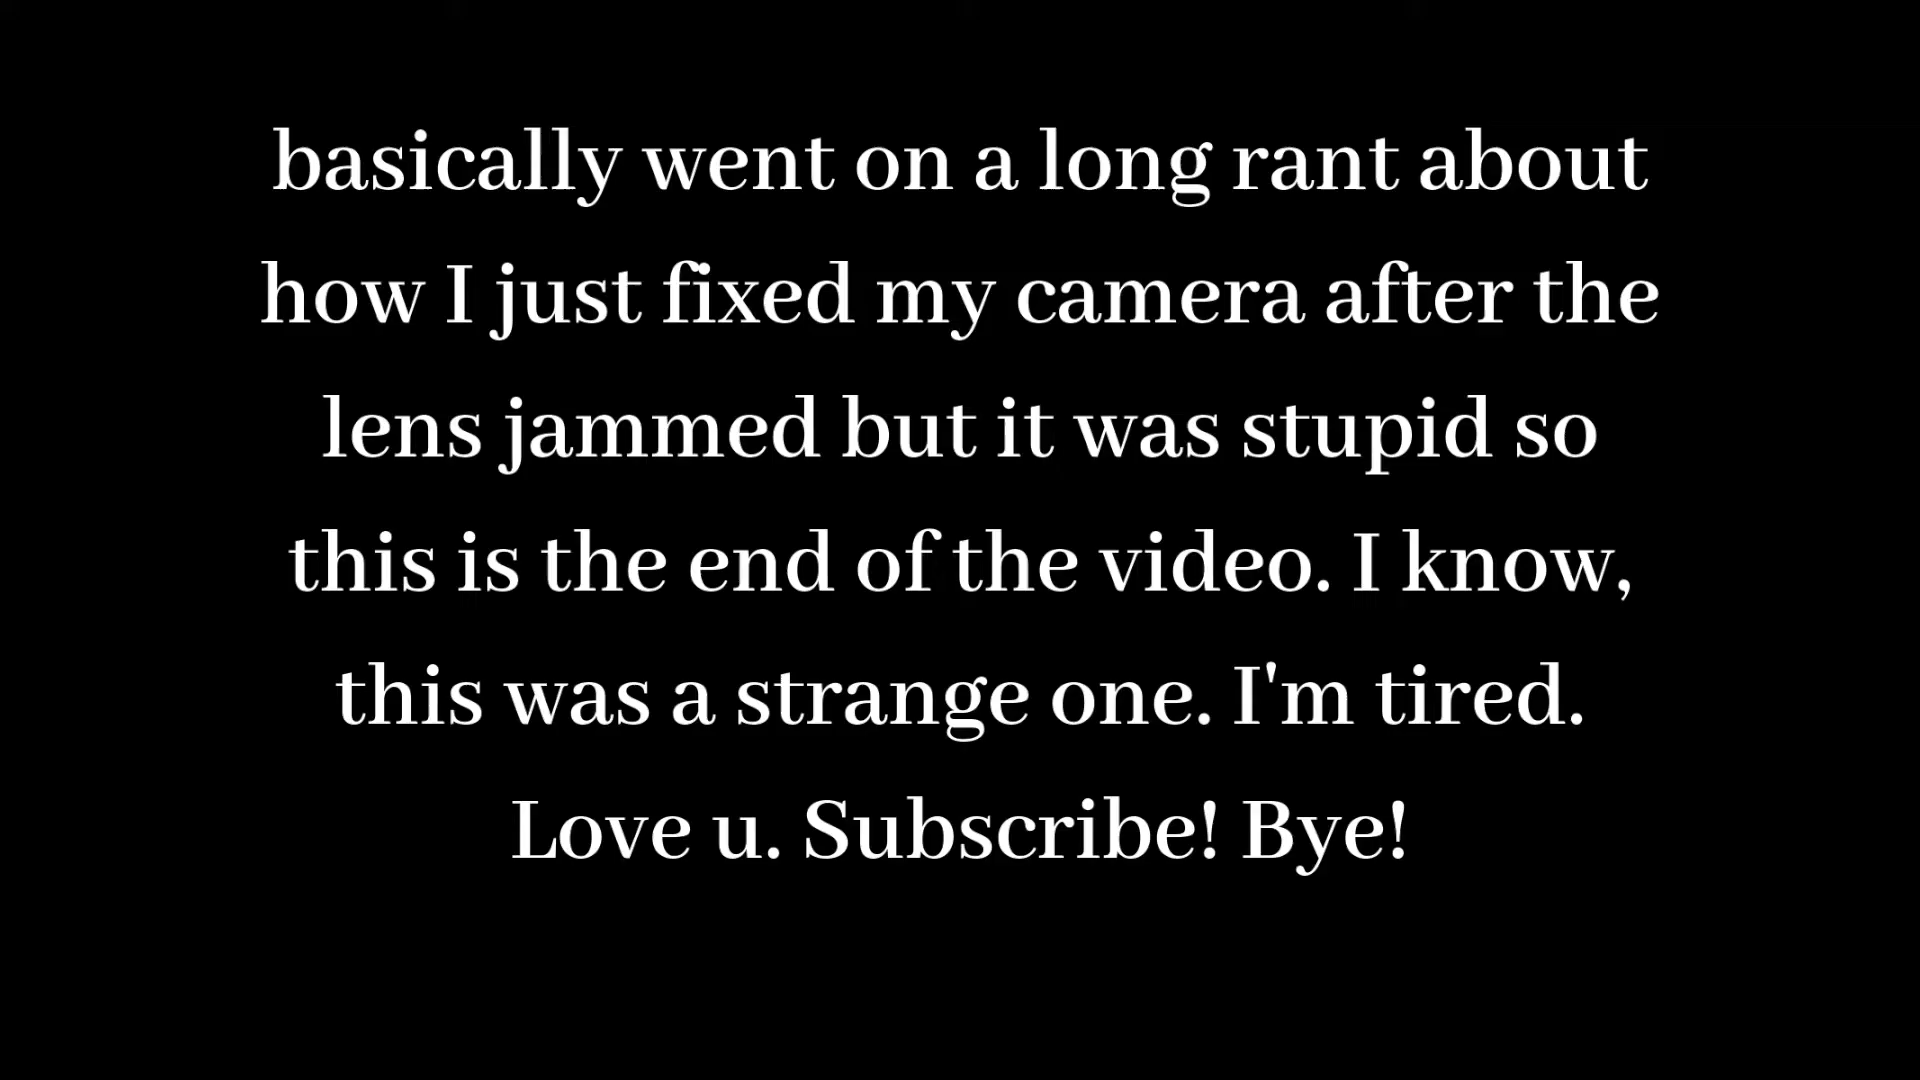 basically went on a long rant about
how I just fixed my camera after the
lens jammed but it was stupid so
this is the end of the video. I know,
this was a strange one. I'm tired.
Love u. Subscribe! Bye!